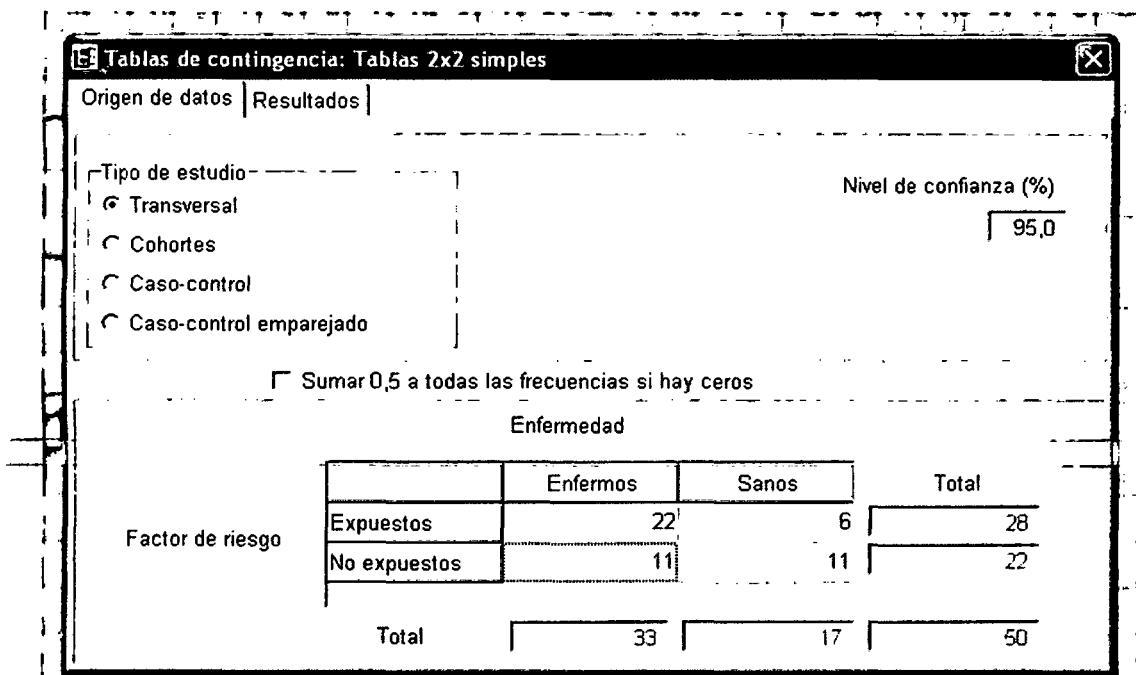 Tablas de contingencia: Tablas 2x2 simples
Origen de datos Resultados
Tipo de estudio
Transversal
Cohortes
Caso-control
Caso-control emparejado
Nivel de confianza (%)
95,0
Sumar 0,5 a todas las frecuencias si hay ceros
Enfermedad
Enfermos Sanos Total
Factor de riesgo
Expuestos 22 6 28
No expuestos 11 11 22
Total 33 17 50